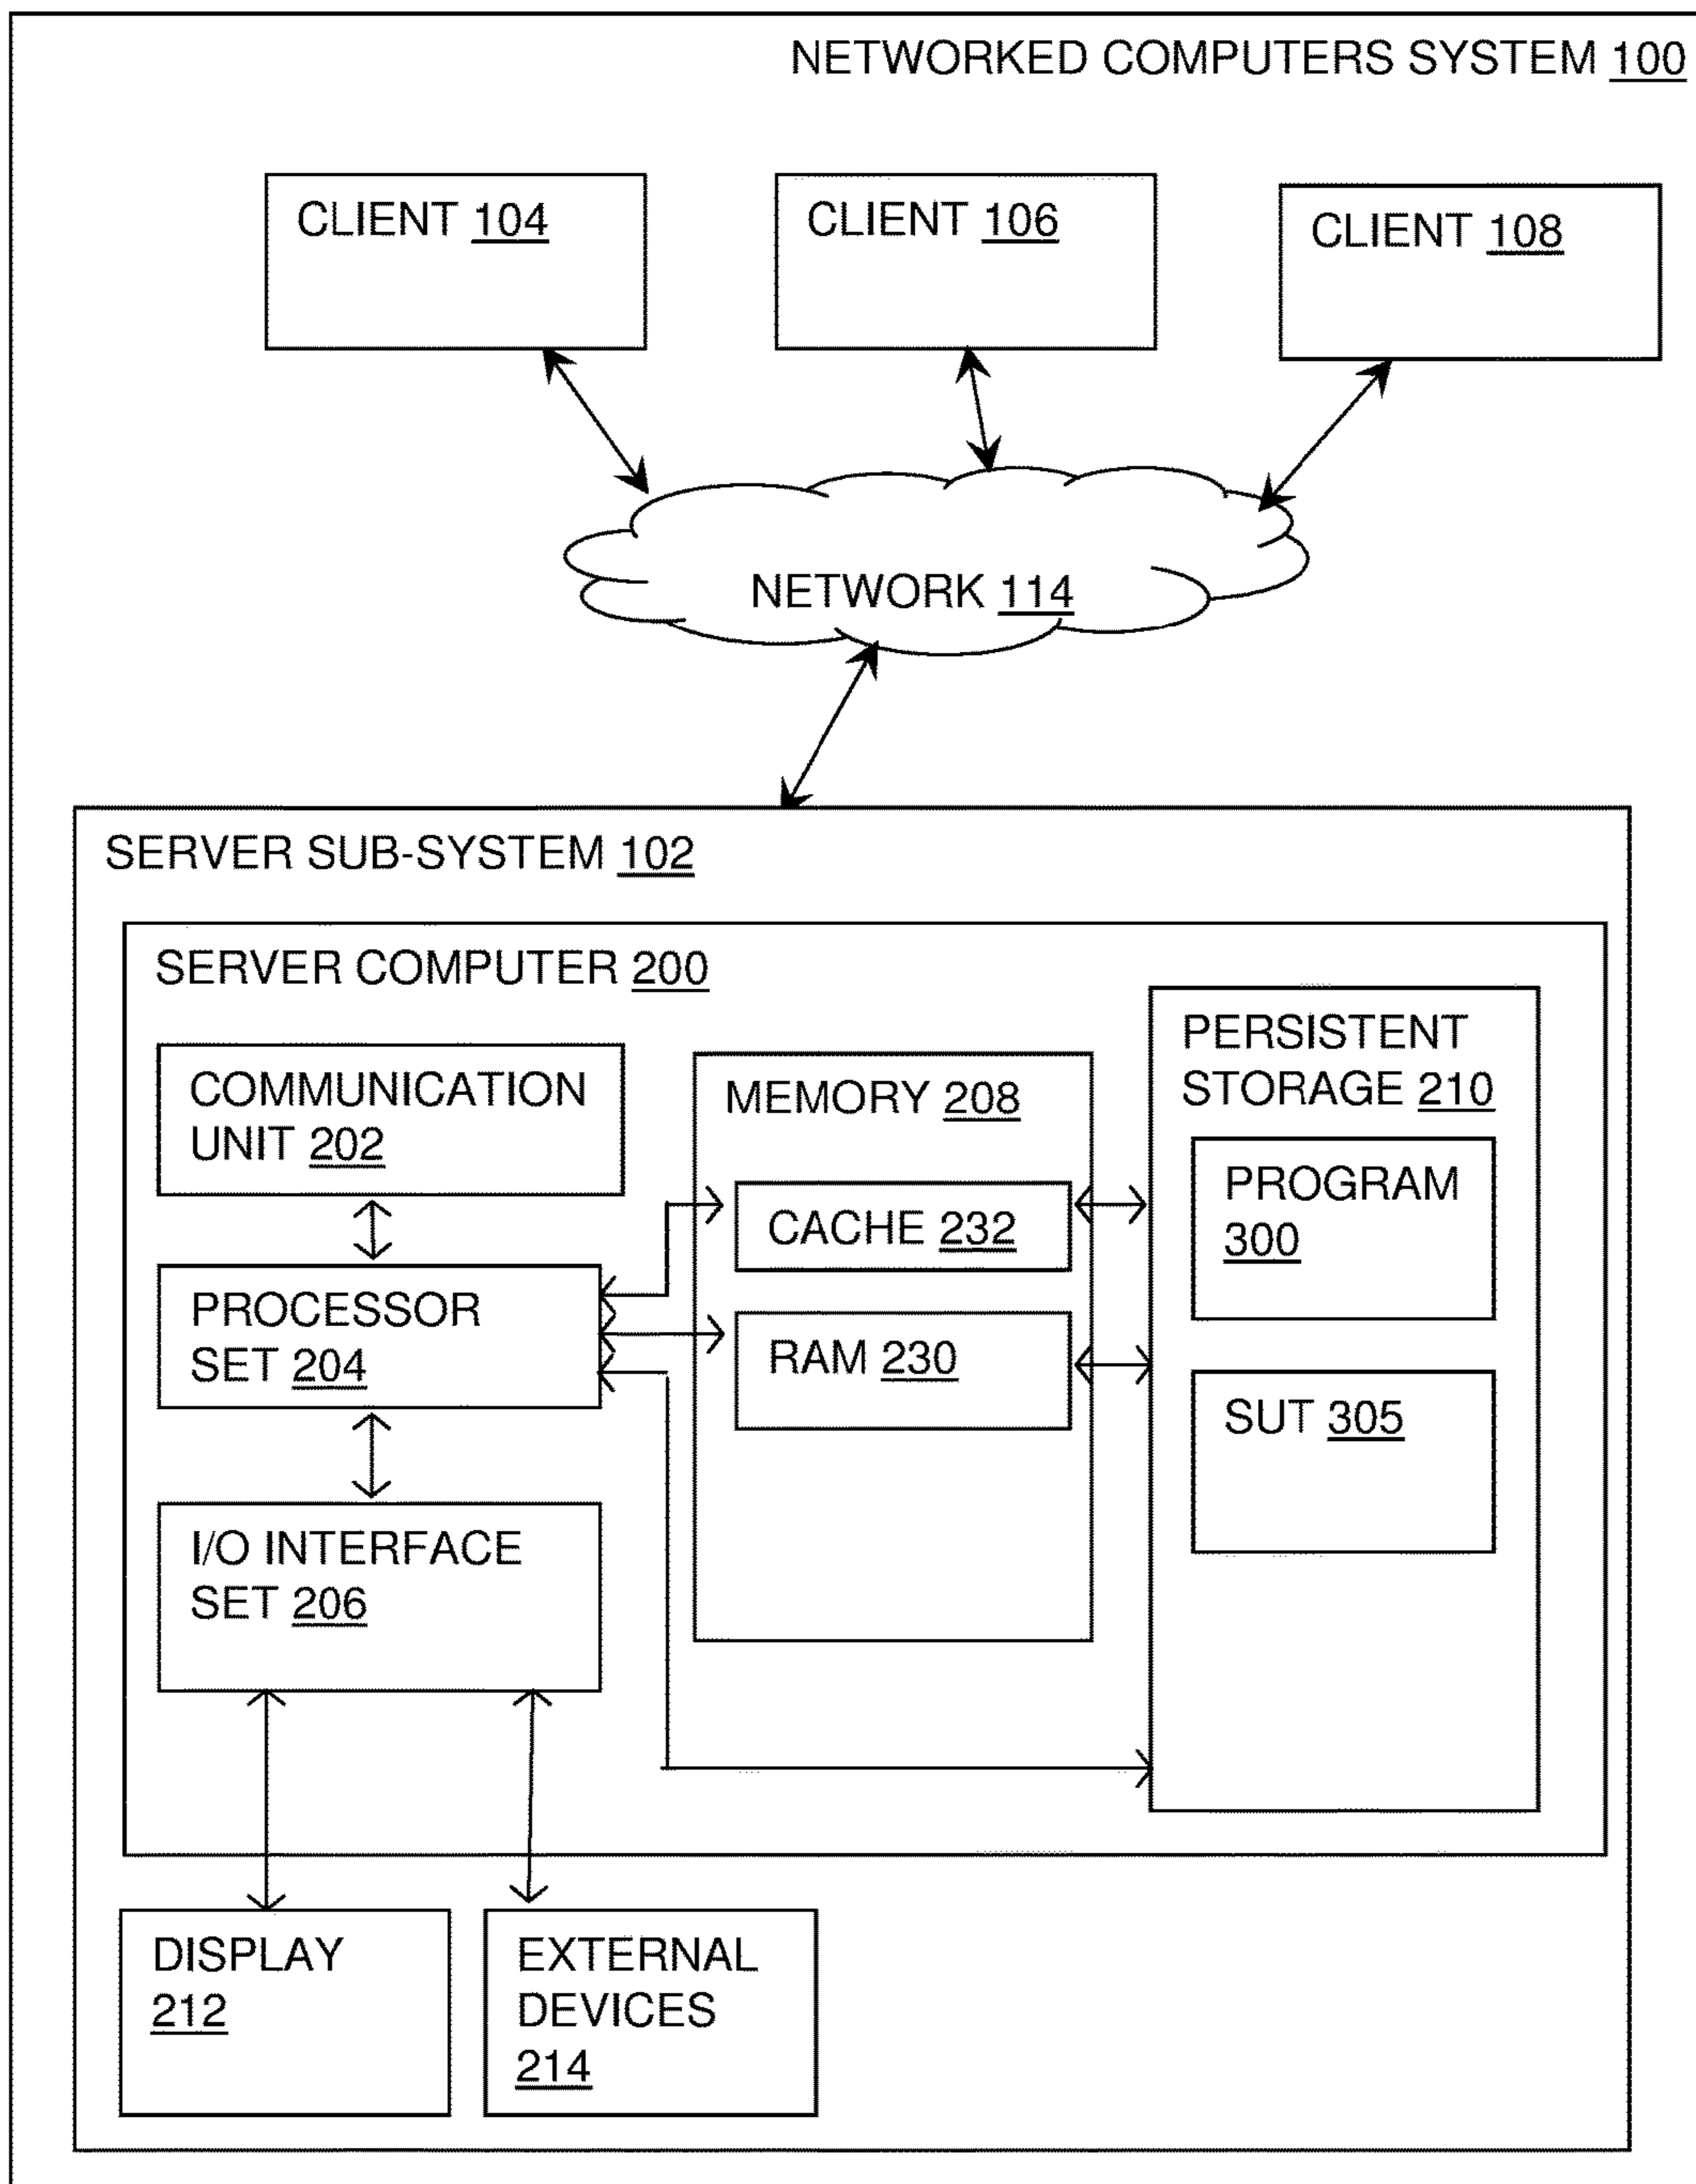 NETWORKED COMPUTERS SYSTEM 100
CLIENT 104
CLIENT 106
CLIENT 108
NETWORK 114
SERVER SUB-SYSTEM 102
SERVER COMPUTER 200
COMMUNICATION
UNIT 202
PROCESSOR
SET 204
I/O INTERFACE
SET 206
MEMORY 208
CACHE 232
RAM 230
PERSISTENT
STORAGE 210
PROGRAM
300
SUT 305
DISPLAY
212
EXTERNAL
DEVICES
214